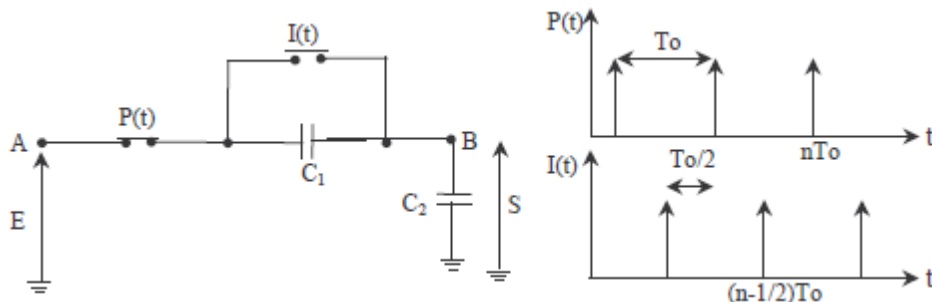 I(t)
A
P(t)
B
C1
C2
E
S
P(t)
To
nTo
t
I(t)
To/2
(n-1/2)To
t